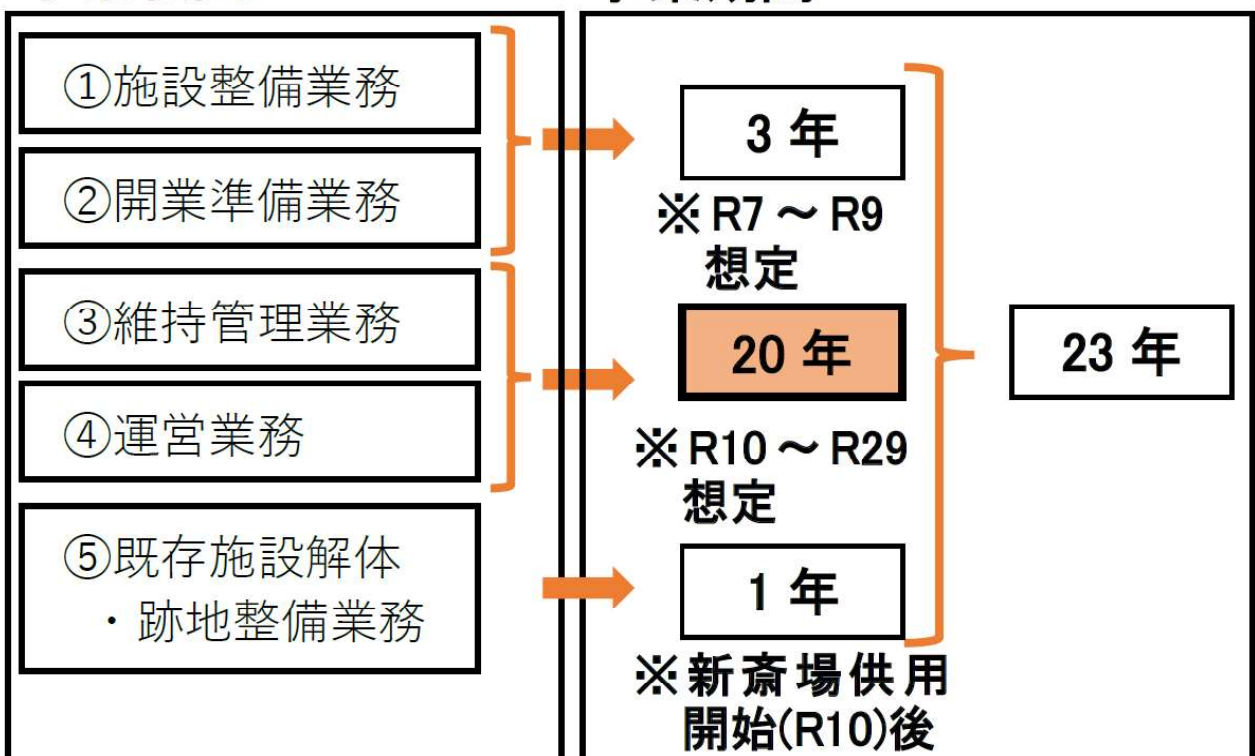 ①施設整備業務
②開業準備業務
③維持管理業務
④運営業務
⑤既存施設解体
・跡地整備業務
3 年
※ R7 ～ R9
想定
20 年
※ R10 ～ R29
想定
1 年
※新斎場供用
開始(R10)後
23 年